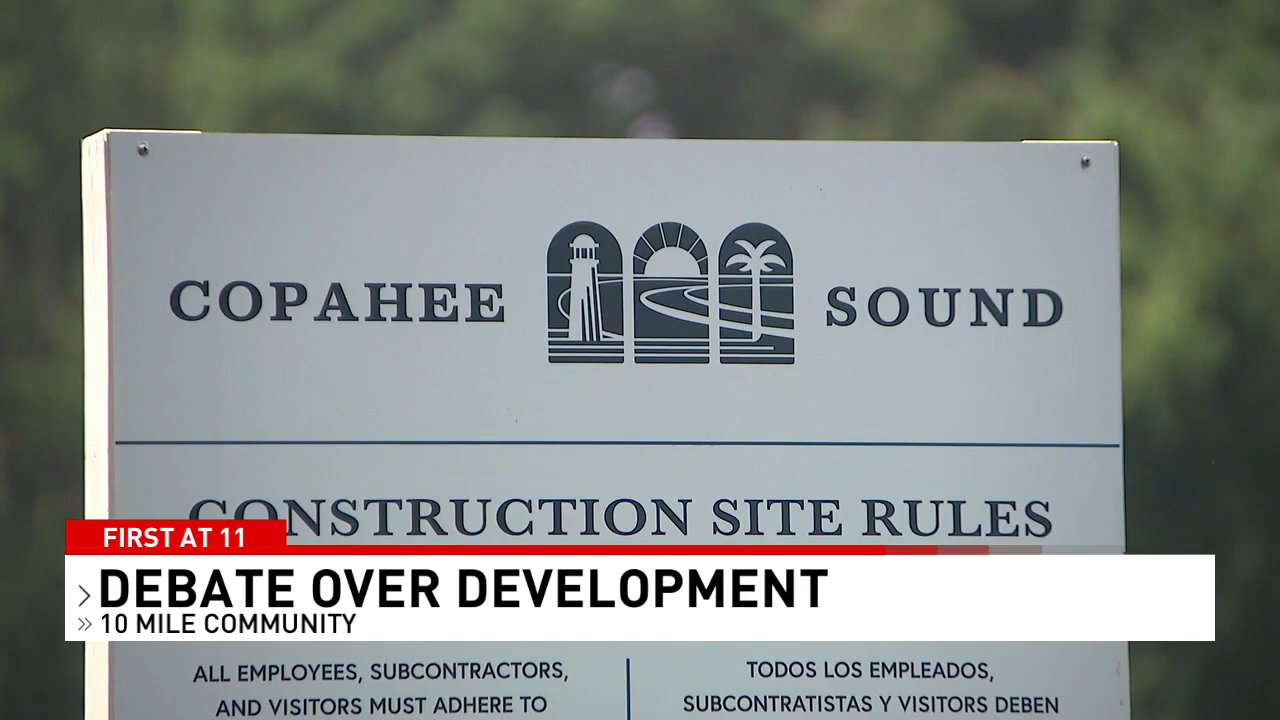 COPAHEE SOUND
CONSTRUCTION SITE RULES
FIRST AT 11
DEBATE OVER DEVELOPMENT
10 MILE COMMUNITY
ALL EMPLOYEES, SUBCONTRACTORS,
AND VISITORS MUST ADHERE TO
TODOS LOS EMPLEADOS,
SUBCONTRATISTAS Y VISITORS DEBEN